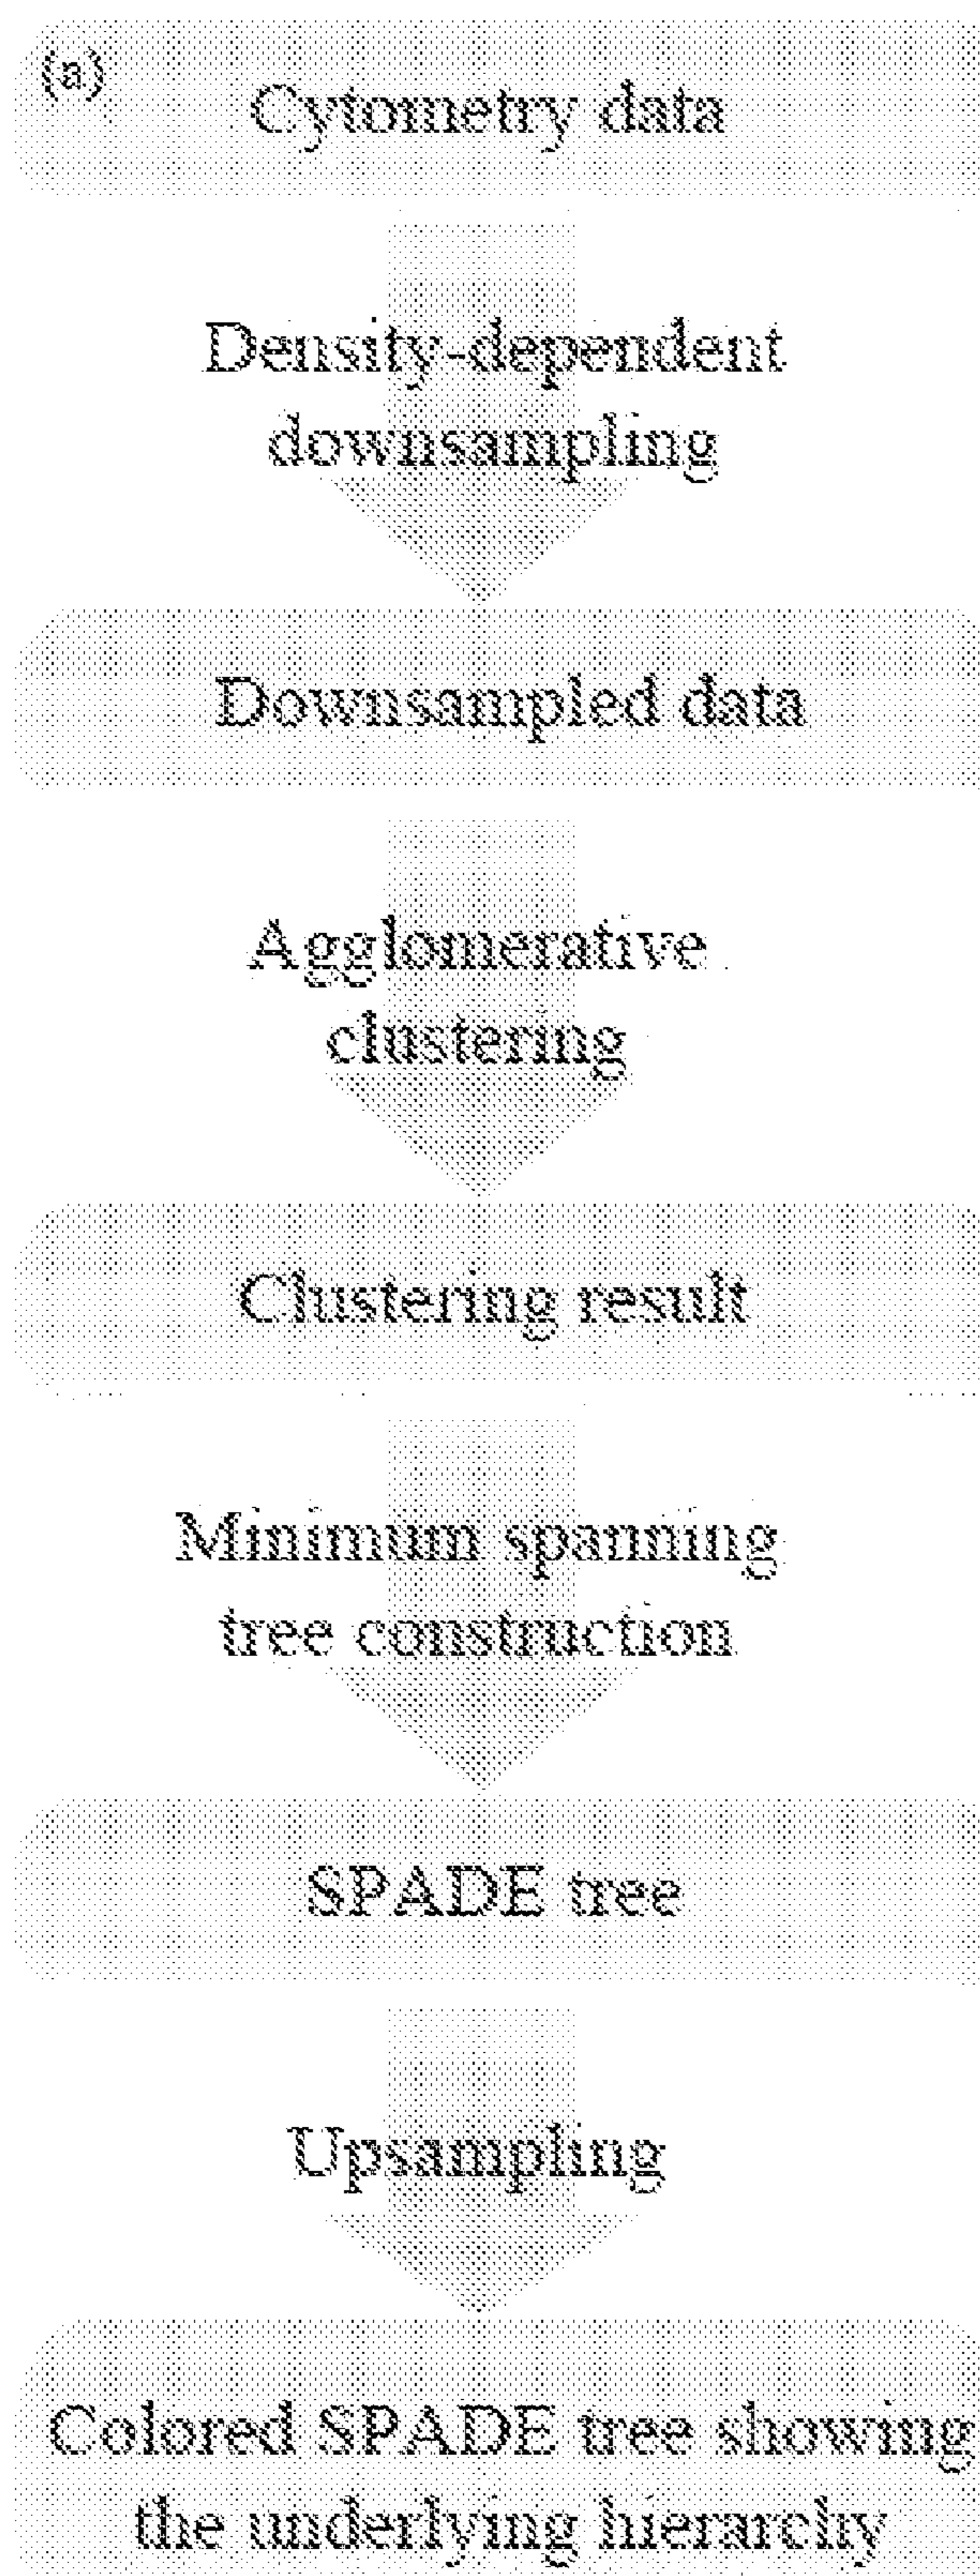 (a)
Cytometry data
Density-dependent
downsampling
Downsampled data
Agglomerative
clustering
Clustering result
Minimum spanning
tree construction
SPADE tree
Upsampling
Colored SPADE tree showing
the underlying hierarchy